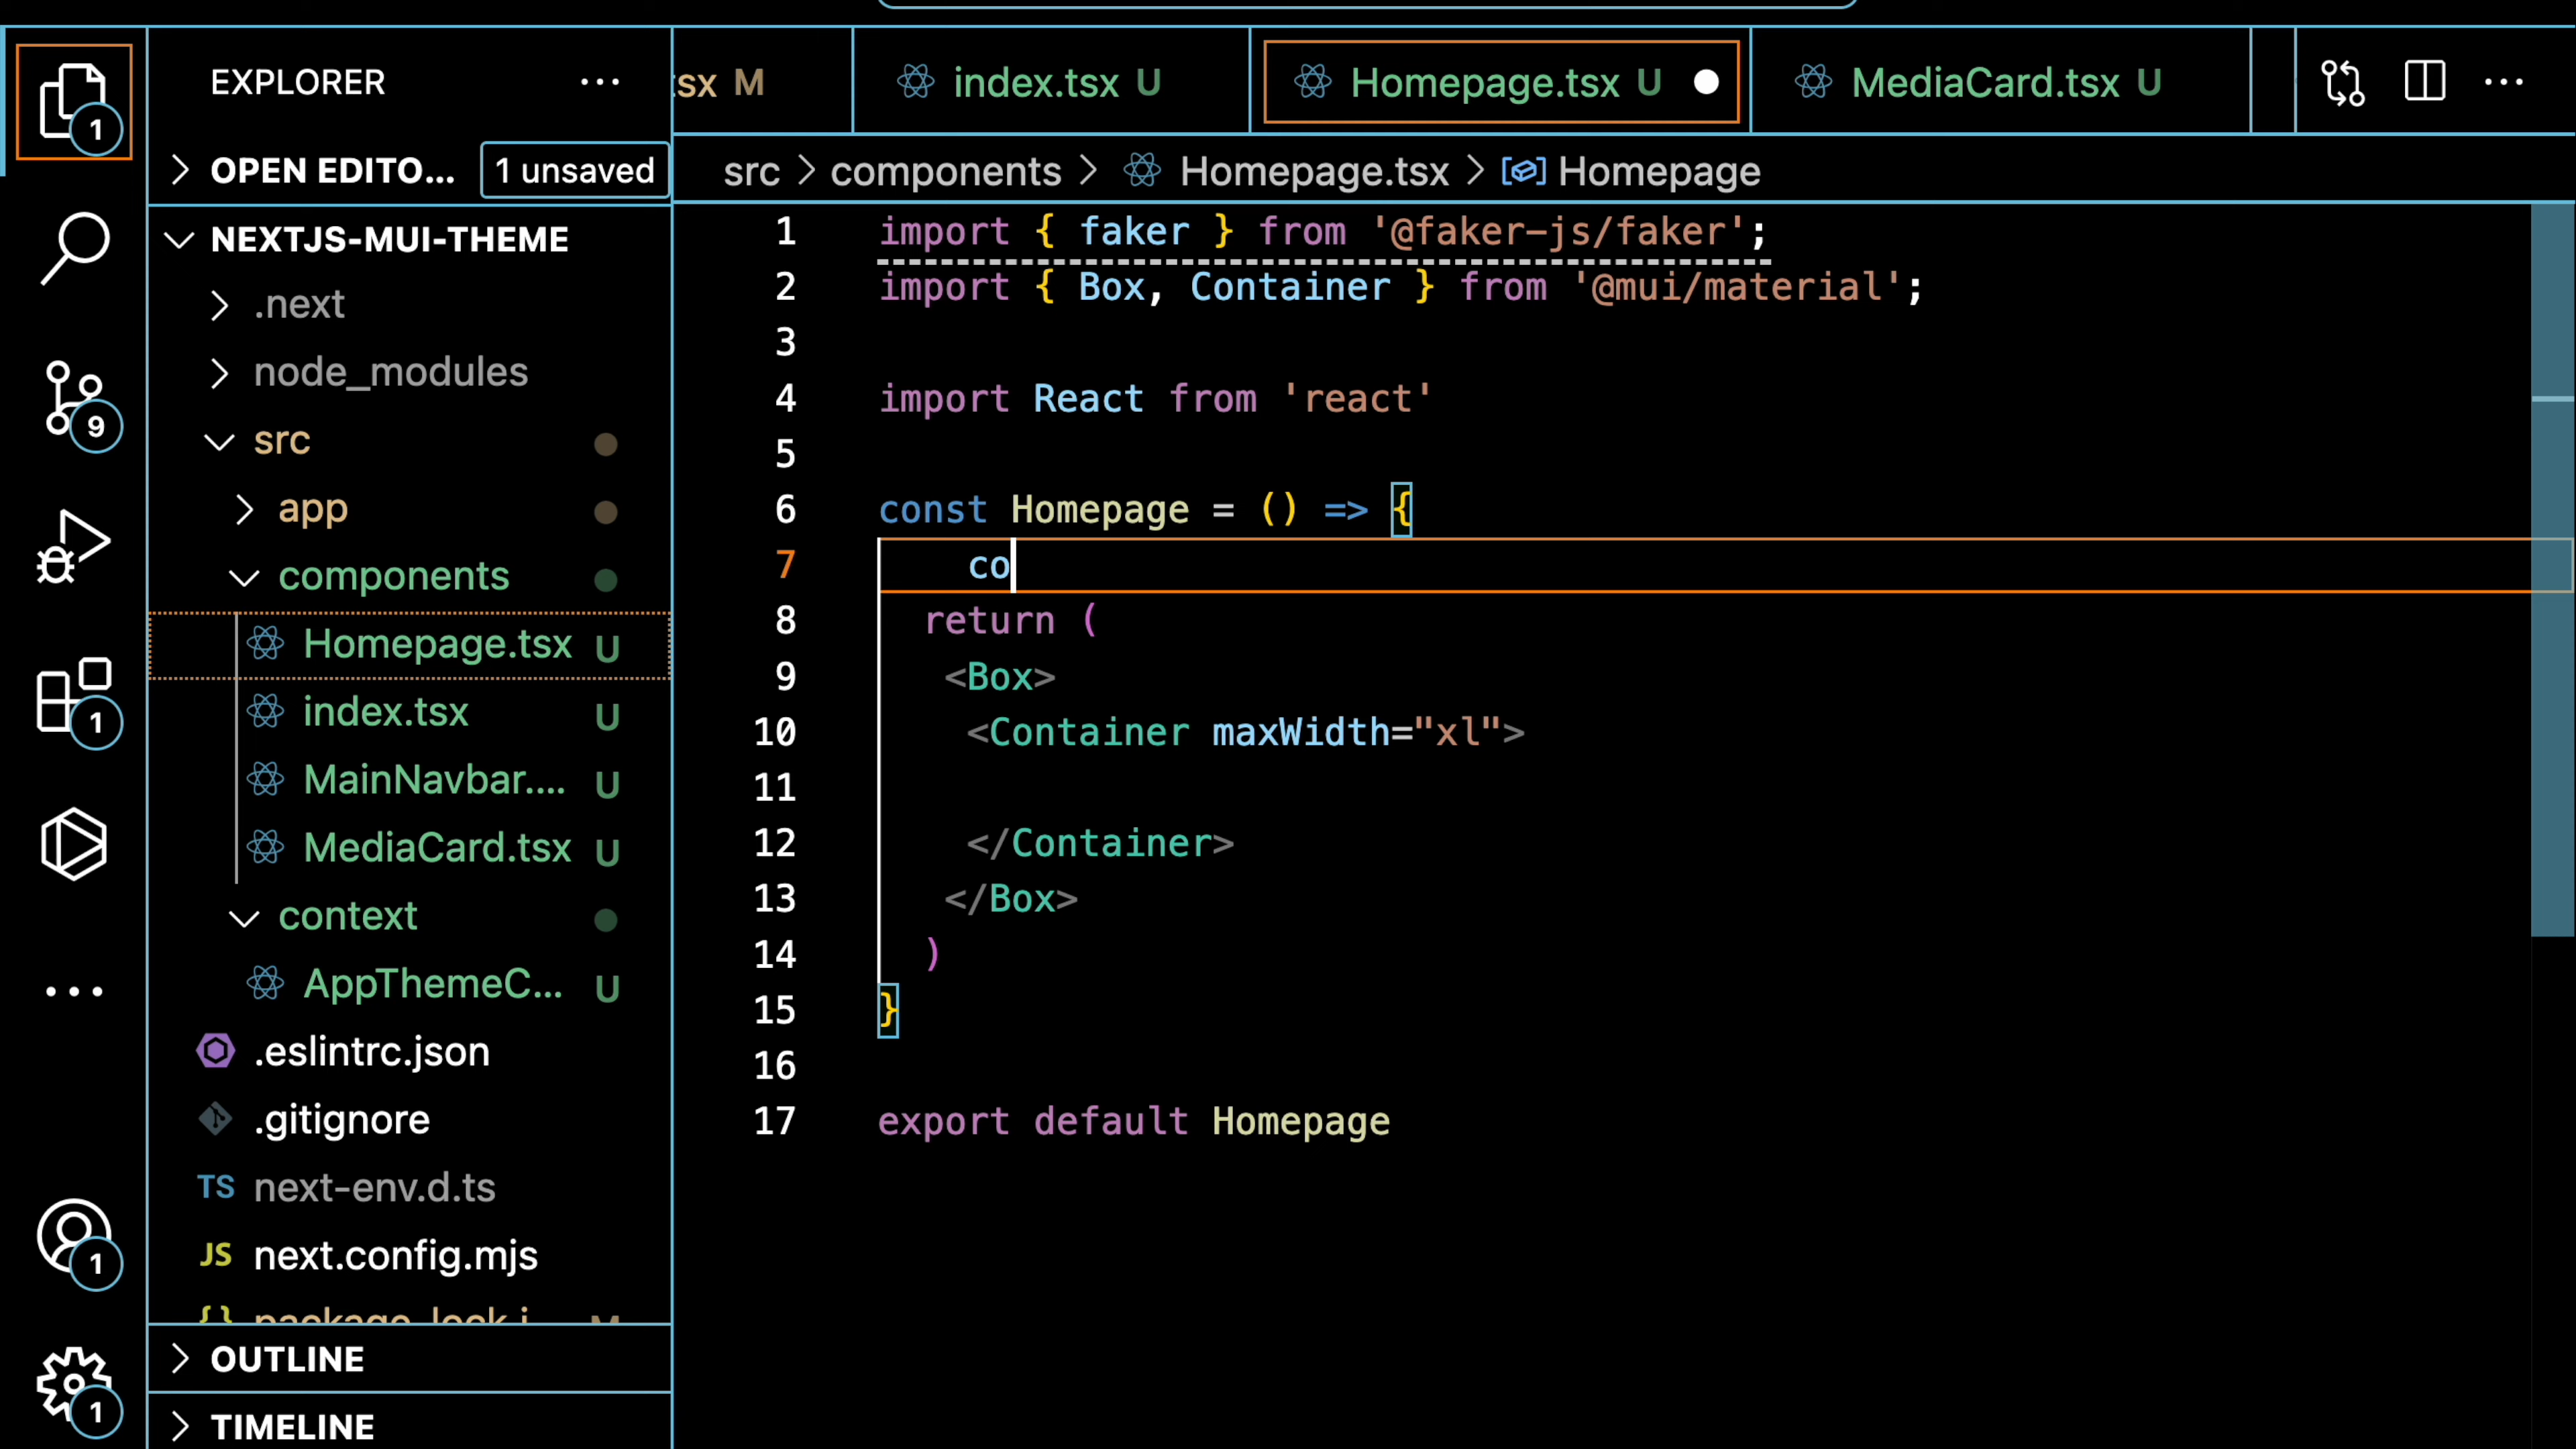 EXPLORER
OPEN EDITO... 1 unsaved
NEXTJS-MUI-THEME
.next
node_modules
src
app
components
Homepage.tsx U
index.tsx U
MainNavbar.... U
MediaCard.tsx U
context
AppThemeC... U
.eslintrc.json
.gitignore
TS next-env.d.ts
JS next.config.mjs
OUTLINE
TIMELINE
1
9
1
1
1
.sx M
index.tsx U
Homepage.tsx U
MediaCard.tsx U
src > components > Homepage.tsx > Homepage
1 import { faker } from '@faker-js/faker';
2 import { Box, Container } from '@mui/material';
3
4 import React from 'react'
5
6 const Homepage = () => {
7 co
8 return (
9 <Box>
10 <Container maxWidth="xl">
11
12 </Container>
13 </Box>
14 )
15 }
16
17 export default Homepage